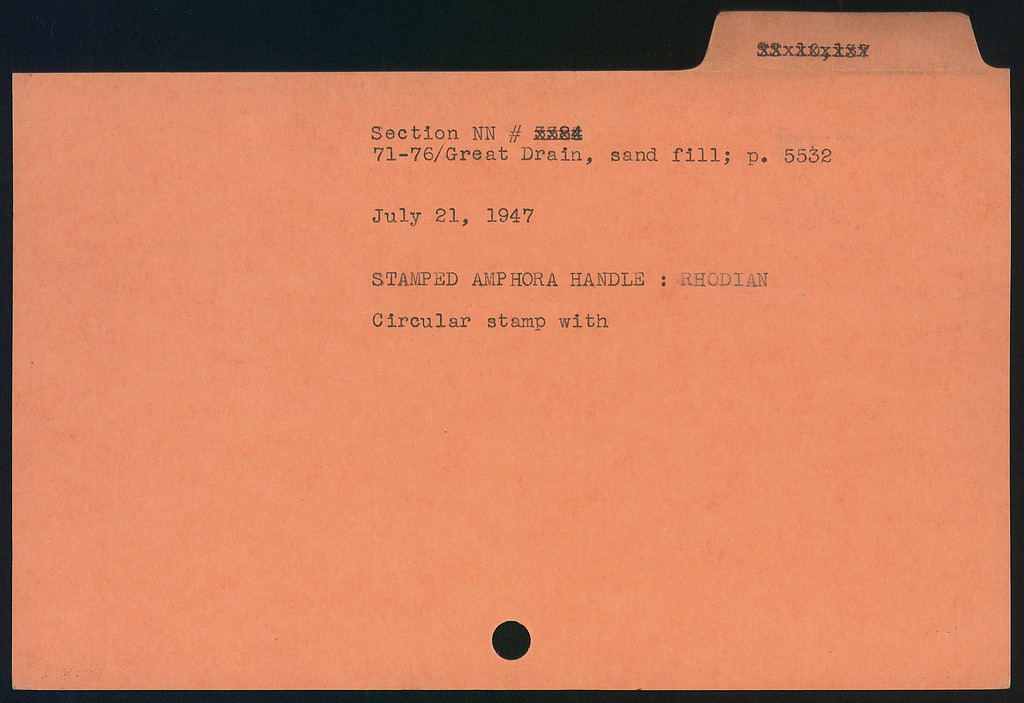 Section NN #
71-76/Great Drain, sand fill; p. 5532
July 21, 1947
STAMPED AMPHORA HANDLE : RHODIAN
Circular stamp with